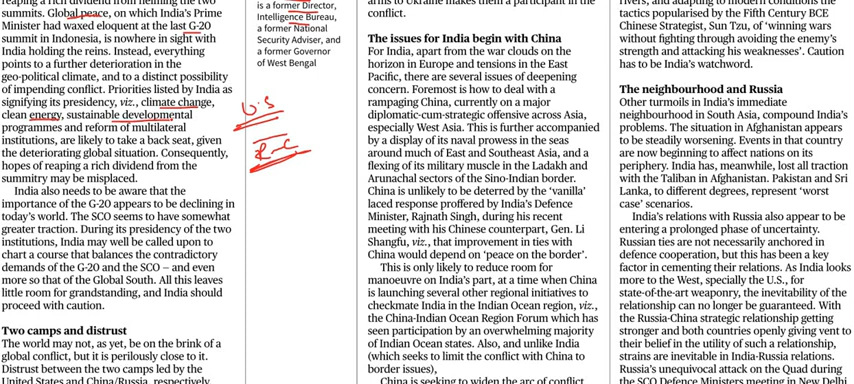 reaping a rich dividend from helming the two
summits. Global peace, on which India's Prime
Minister had waxed eloquent at the last G-20
summit in Indonesia, is nowhere in sight with
India holding the reins. Instead, everything
points to a further deterioration in the
geo-political climate, and to a distinct possibility
of impending conflict. Priorities listed by India as
signifying its presidency, viz., climate change,
clean energy, sustainable developmental
programmes and reform of multilateral
institutions, are likely to take a back seat, given
the deteriorating global situation. Consequently,
hopes of reaping a rich dividend from the
summitry may be misplaced.
India also needs to be aware that the
importance of the G-20 appears to be declining in
today's world. The SCO seems to have somewhat
greater traction. During its presidency of the two
institutions, India may well be called upon to
chart a course that balances the contradictory
demands of the G-20 and the SCO – and even
more so that of the Global South. All this leaves
little room for grandstanding, and India should
proceed with caution.
Two camps and distrust
The world may not, as yet, be on the brink of a
global conflict, but it is perilously close to it.
Distrust between the two camps led by the
United States and China/Russia, respectively
is a former Director,
Intelligence Bureau,
a former National
Security Adviser, and
a former Governor
of West Bengal
U.S
R-C
arms to Ukraine makes them a participant in the
conflict.
The issues for India begin with China
For India, apart from the war clouds on the
horizon in Europe and tensions in the East
Pacific, there are several issues of deepening
concern. Foremost is how to deal with a
rampaging China, currently on a major
diplomatic-cum-strategic offensive across Asia,
especially West Asia. This is further accompanied
by a display of its naval prowess in the seas
around much of East and Southeast Asia, and a
flexing of its military muscle in the Ladakh and
Arunachal sectors of the Sino-Indian border.
China is unlikely to be deterred by the 'vanilla'
laced response proffered by India's Defence
Minister, Rajnath Singh, during his recent
meeting with his Chinese counterpart, Gen. Li
Shangfu, viz., that improvement in ties with
China would depend on 'peace on the border'.
This is only likely to reduce room for
manoeuvre on India's part, at a time when China
is launching several other regional initiatives to
checkmate India in the Indian Ocean region, viz.,
the China-Indian Ocean Region Forum which has
seen participation by an overwhelming majority
of Indian Ocean states. Also, and unlike India
(which seeks to limit the conflict with China to
border issues),
China is seeking to widen the arc of conflict
rivers, and adapting to modern conditions the
tactics popularised by the Fifth Century BCE
Chinese Strategist, Sun Tzu, of 'winning wars
without fighting through avoiding the enemy's
strength and attacking his weaknesses'. Caution
has to be India's watchword.
The neighbourhood and Russia
Other turmoils in India's immediate
neighbourhood in South Asia, compound India's
problems. The situation in Afghanistan appears
to be steadily worsening. Events in that country
are now beginning to affect nations on its
periphery. India has, meanwhile, lost all traction
with the Taliban in Afghanistan. Pakistan and Sri
Lanka, to different degrees, represent 'worst
case' scenarios.
India's relations with Russia also appear to be
entering a prolonged phase of uncertainty.
Russian ties are not necessarily anchored in
defence cooperation, but this has been a key
factor in cementing their relations. As India looks
more to the West, specially the U.S., for
state-of-the-art weaponry, the inevitability of the
relationship can no longer be guaranteed. With
the Russia-China strategic relationship getting
stronger and both countries openly giving vent to
their belief in the utility of such a relationship,
strains are inevitable in India-Russia relations.
Russia's unequivocal attack on the Quad during
the SCO Defence Ministers meeting in New Delhi